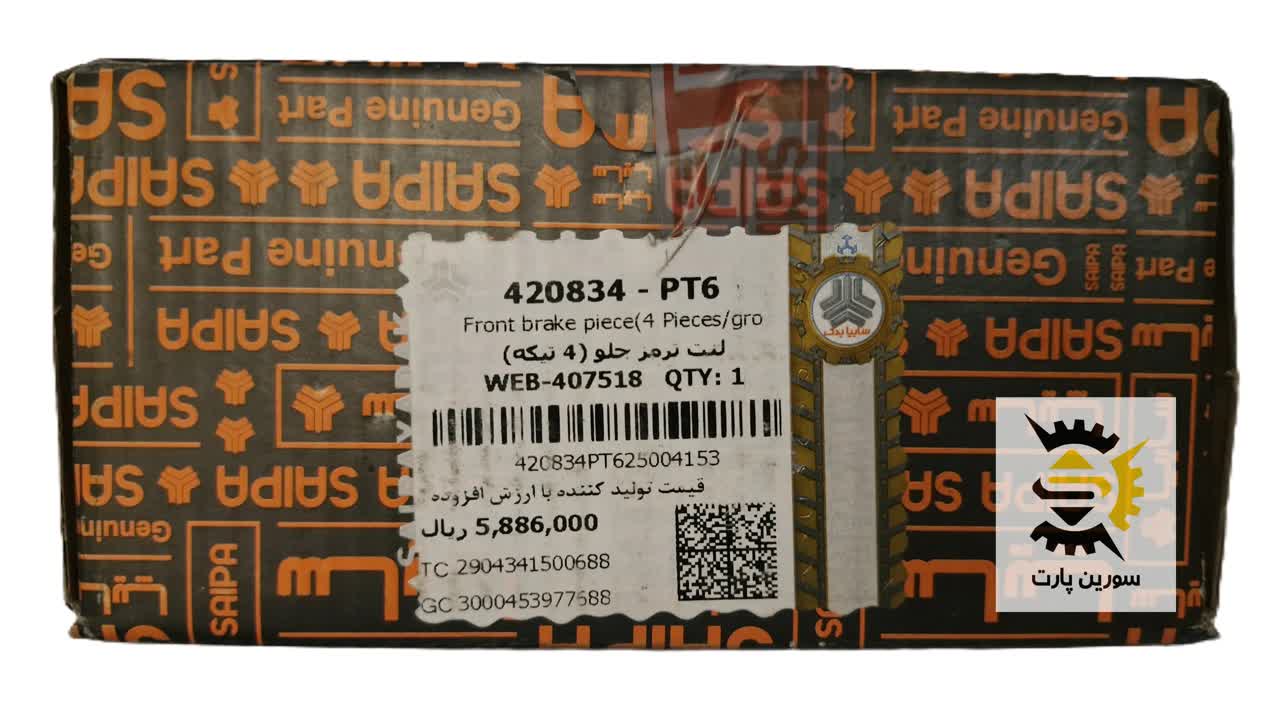 420834 - PT6
Front brake piece(4 Pieces/gro
لنت ترمز جلو (4 تیکه)
WEB-407518 QTY: 1
420834PT625004153
قیمت تولید کننده با ارزش افزوده
5,886,000 ریال
TC 2904341500688
GC 3000453977688
سایپا یدک
سورین پارت
SAIPA
Genuine Part
سایپا